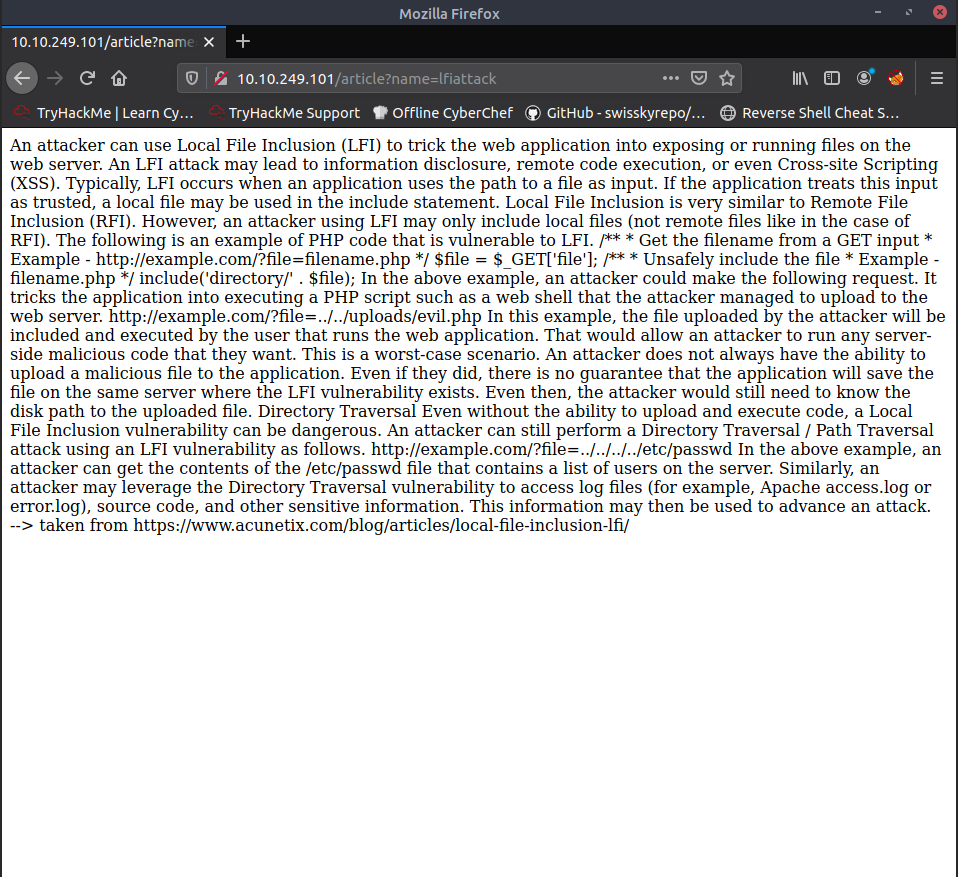 Mozilla Firefox
10.10.249.101/article?name
10.10.249.101/article?name=lfiattack
TryHackMe | Learn Cy… TryHackMe Support Offline CyberChef GitHub - swisskyrepo/… Reverse Shell Cheat S…
An attacker can use Local File Inclusion (LFI) to trick the web application into exposing or running files on the
web server. An LFI attack may lead to information disclosure, remote code execution, or even Cross-site Scripting
(XSS). Typically, LFI occurs when an application uses the path to a file as input. If the application treats this input
as trusted, a local file may be used in the include statement. Local File Inclusion is very similar to Remote File
Inclusion (RFI). However, an attacker using LFI may only include local files (not remote files like in the case of
RFI). The following is an example of PHP code that is vulnerable to LFI. /** * Get the filename from a GET input *
Example - http://example.com/?file=filename.php */ $file = $_GET['file']; /** * Unsafely include the file * Example -
filename.php */ include('directory/' . $file); In the above example, an attacker could make the following request. It
tricks the application into executing a PHP script such as a web shell that the attacker managed to upload to the
web server. http://example.com/?file=../../uploads/evil.php In this example, the file uploaded by the attacker will be
included and executed by the user that runs the web application. That would allow an attacker to run any server-
side malicious code that they want. This is a worst-case scenario. An attacker does not always have the ability to
upload a malicious file to the application. Even if they did, there is no guarantee that the application will save the
file on the same server where the LFI vulnerability exists. Even then, the attacker would still need to know the
disk path to the uploaded file. Directory Traversal Even without the ability to upload and execute code, a Local
File Inclusion vulnerability can be dangerous. An attacker can still perform a Directory Traversal / Path Traversal
attack using an LFI vulnerability as follows. http://example.com/?file=../../../../etc/passwd In the above example, an
attacker can get the contents of the /etc/passwd file that contains a list of users on the server. Similarly, an
attacker may leverage the Directory Traversal vulnerability to access log files (for example, Apache access.log or
error.log), source code, and other sensitive information. This information may then be used to advance an attack.
--> taken from https://www.acunetix.com/blog/articles/local-file-inclusion-lfi/